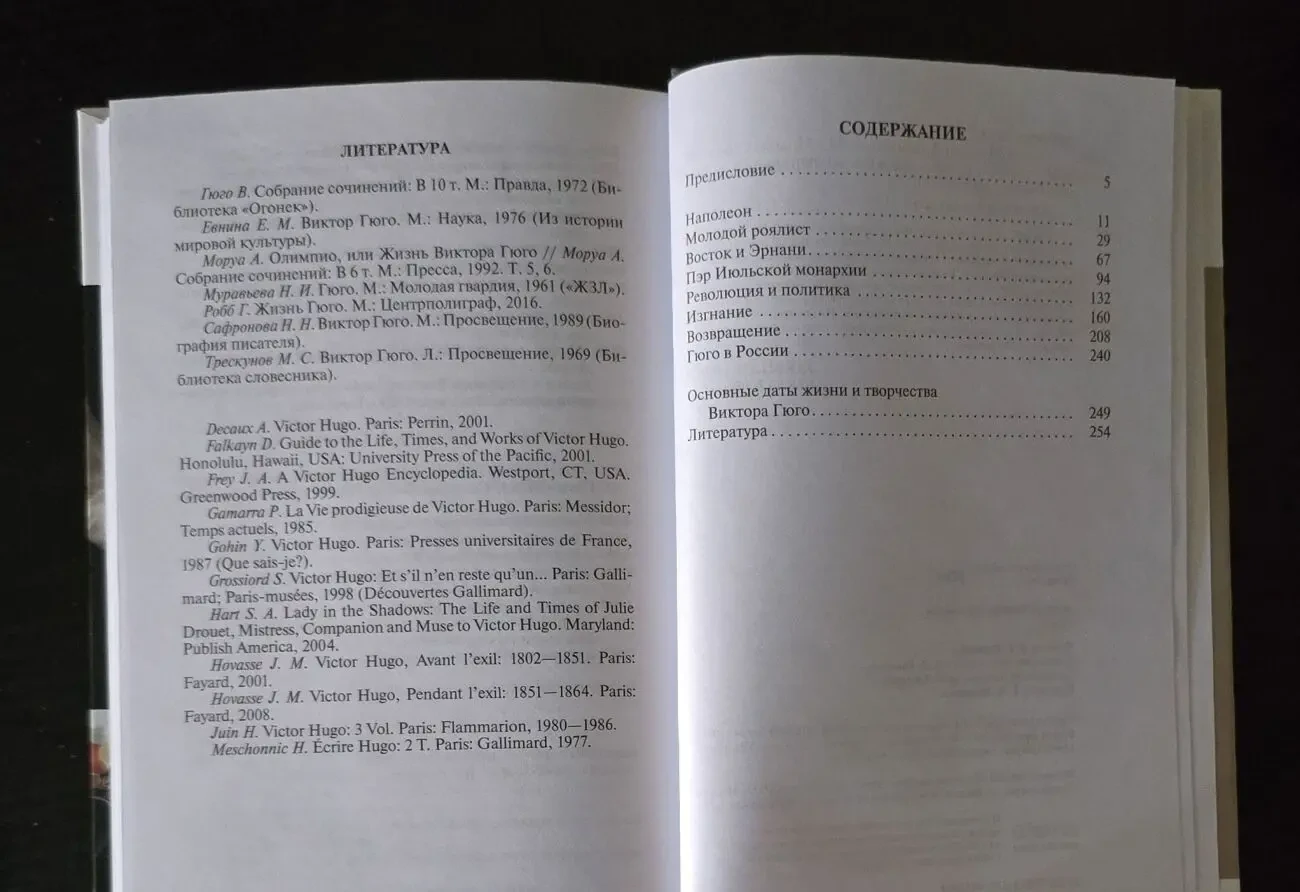 ЛИТЕРАТУРА
Гюго В. Собрание сочинений: В 10 т. М.: Правда, 1972 (Би-
блиотека «Огонек»).
Евнина Е. М. Виктор Гюго. М.: Наука, 1976 (Из истории
мировой культуры).
Моруа А. Олимпио, или Жизнь Виктора Гюго // Моруа А.
Собрание сочинений: В 6 т. М.: Пресса, 1992. Т. 5, 6.
Муравьева Н. И. Гюго. М.: Молодая гвардия, 1961 («ЖЗЛ»).
Робб Г. Жизнь Гюго. М.: Центрполиграф, 2016.
Сафронова Н. Н. Виктор Гюго. М.: Просвещение, 1989 (Био-
графия писателя).
Трескунов М. С. Виктор Гюго. Л.: Просвещение, 1969 (Би-
блиотека словесника).
Decaux A. Victor Hugo. Paris: Perrin, 2001.
Falkayn D. Guide to the Life, Times, and Works of Victor Hugo.
Honolulu, Hawaii, USA: University Press of the Pacific, 2001.
Frey J. A. A Victor Hugo Encyclopedia. Westport, CT, USA.
Greenwood Press, 1999.
Gamarra P. La Vie prodigieuse de Victor Hugo. Paris: Messidor;
Temps actuels, 1985.
Gohin Y. Victor Hugo. Paris: Presses universitaires de France,
1987 (Que sais-je?).
Grossiord S. Victor Hugo: Et s’il n’en reste qu’un... Paris: Galli-
mard; Paris-musées, 1998 (Découvertes Gallimard).
Hart S. A. Lady in the Shadows: The Life and Times of Julie
Drouet, Mistress, Companion and Muse to Victor Hugo. Maryland:
Publish America, 2004.
Hovasse J. M. Victor Hugo, Avant l’exil: 1802—1851. Paris:
Fayard, 2001.
Hovasse J. M. Victor Hugo, Pendant l’exil: 1851—1864. Paris:
Fayard, 2008.
Juin H. Victor Hugo: 3 Vol. Paris: Flammarion, 1980—1986.
Meschonnic H. Écrire Hugo: 2 T. Paris: Gallimard, 1977.
СОДЕРЖАНИЕ
Предисловие . . . . . . . . . . 5
Наполеон . . . . . . . . . . 11
Молодой роялист . . . . . . . . . . 29
Восток и Эрнани . . . . . . . . . . 67
Пэр Июльской монархии . . . . . . . . . . 94
Революция и политика . . . . . . . . . . 132
Изгнание . . . . . . . . . . 160
Возвращение . . . . . . . . . . 208
Гюго в России . . . . . . . . . . 240
Основные даты жизни и творчества
Виктора Гюго . . . . . . . . . . 249
Литература . . . . . . . . . . 254